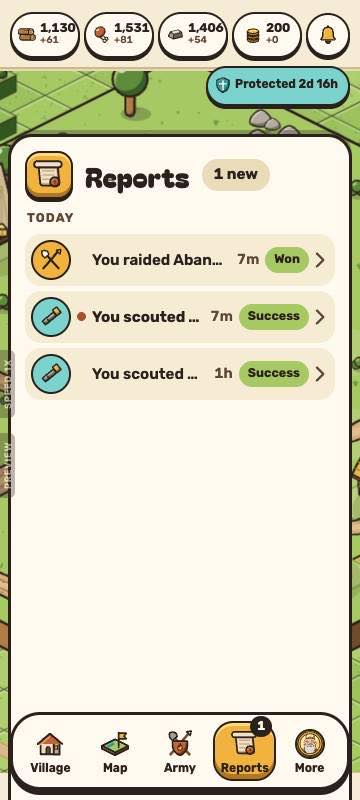 1,130
+61
1,531
+81
1,406
+54
200
+0
Protected 2d 16h
Reports
1 new
TODAY
You raided Aban... 7m Won
You scouted ... 7m Success
You scouted ... 1h Success
SPEED 1X
PREVIEW
1
Village Map Army Reports More